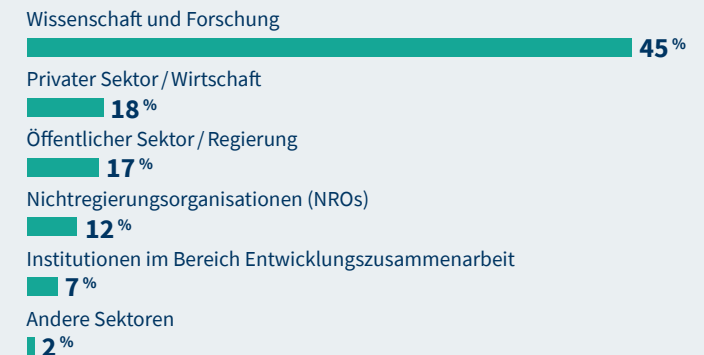 Wissenschaft und Forschung
45 %
Privater Sektor / Wirtschaft
18 %
Öffentlicher Sektor / Regierung
17 %
Nichtregierungsorganisationen (NROs)
12 %
Institutionen im Bereich Entwicklungszusammenarbeit
7 %
Andere Sektoren
2 %